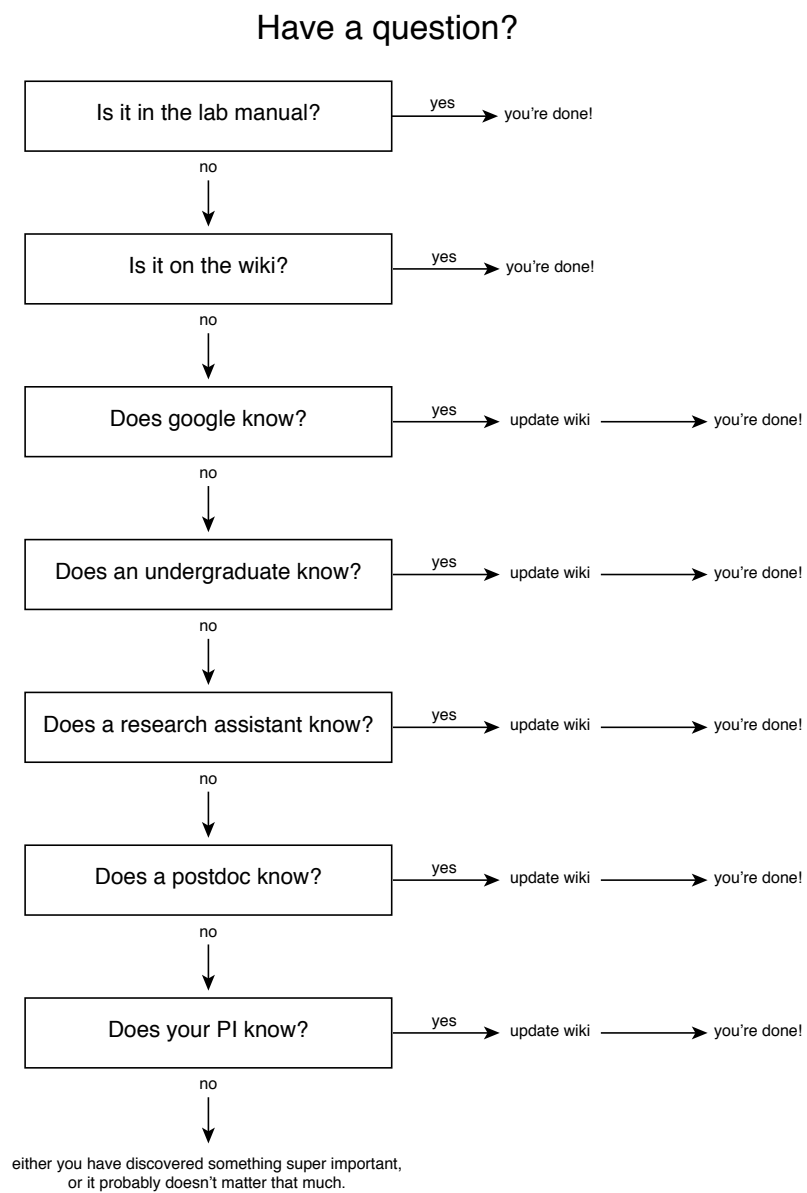 Have a question?
Is it in the lab manual?
yes
you're done!
no
Is it on the wiki?
yes
you're done!
no
Does google know?
yes
update wiki
you're done!
no
Does an undergraduate know?
yes
update wiki
you're done!
no
Does a research assistant know?
yes
update wiki
you're done!
no
Does a postdoc know?
yes
update wiki
you're done!
no
Does your PI know?
yes
update wiki
you're done!
no
either you have discovered something super important,
or it probably doesn't matter that much.